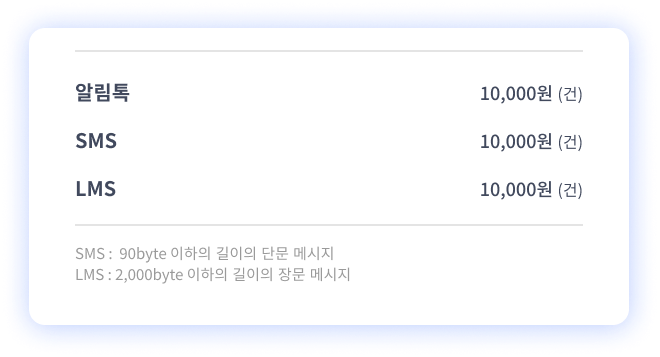 알림톡 10,000원 (건)
SMS 10,000원 (건)
LMS 10,000원 (건)
SMS : 90byte 이하의 길이의 단문 메시지
LMS : 2,000byte 이하의 길이의 장문 메시지